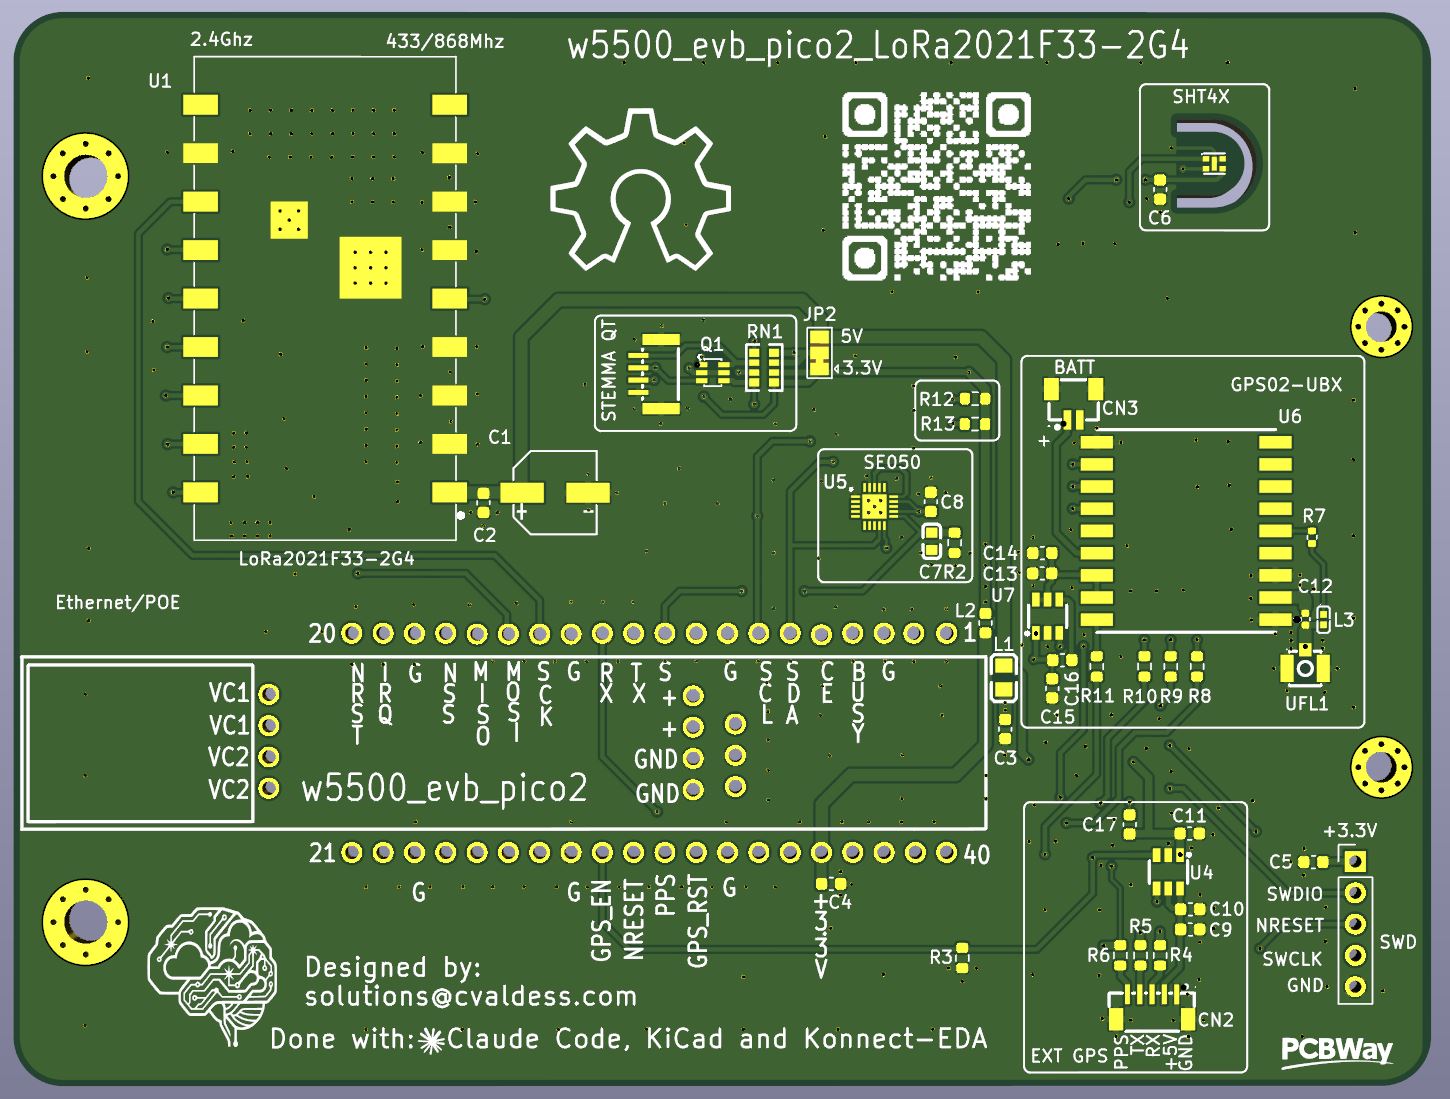 2.4Ghz
433/868Mhz
w5500_evb_pico2_LoRa2021F33-2G4
U1
SHT4X
C6
JP2
5V
3.3V
STEMMA QT
Q1
RN1
BATT
GPS02-UBX
CN3
U6
+
R12
R13
C1
+
-
C2
SE050
U5
C8
C7
R2
LoRa2021F33-2G4
C14
C13
U7
R7
C12
L3
Ethernet/POE
L2
20
1
L1
NRST
IRQ
G
NSS
MISO
MOSI
SCK
G
RX
TX
S
G
SCL
SDA
CE
BUSY
G
+
+
GND
GND
VC1
VC1
VC2
VC2
w5500_evb_pico2
C16
C15
R11
R10
R9
R8
UFL1
C3
21
40
G
G
GPS_EN
NRESET
PPS
GPS_RST
G
+3.3V
C4
C17
C11
U4
C10
C9
R5
R6
R4
R3
CN2
EXT GPS
PPS
TX
RX
+5V
GND
+3.3V
C5
SWDIO
NRESET
SWCLK
GND
SWD
Designed by:
solutions@cvaldess.com
Done with: Claude Code, KiCad and Konnect-EDA
PCBWay